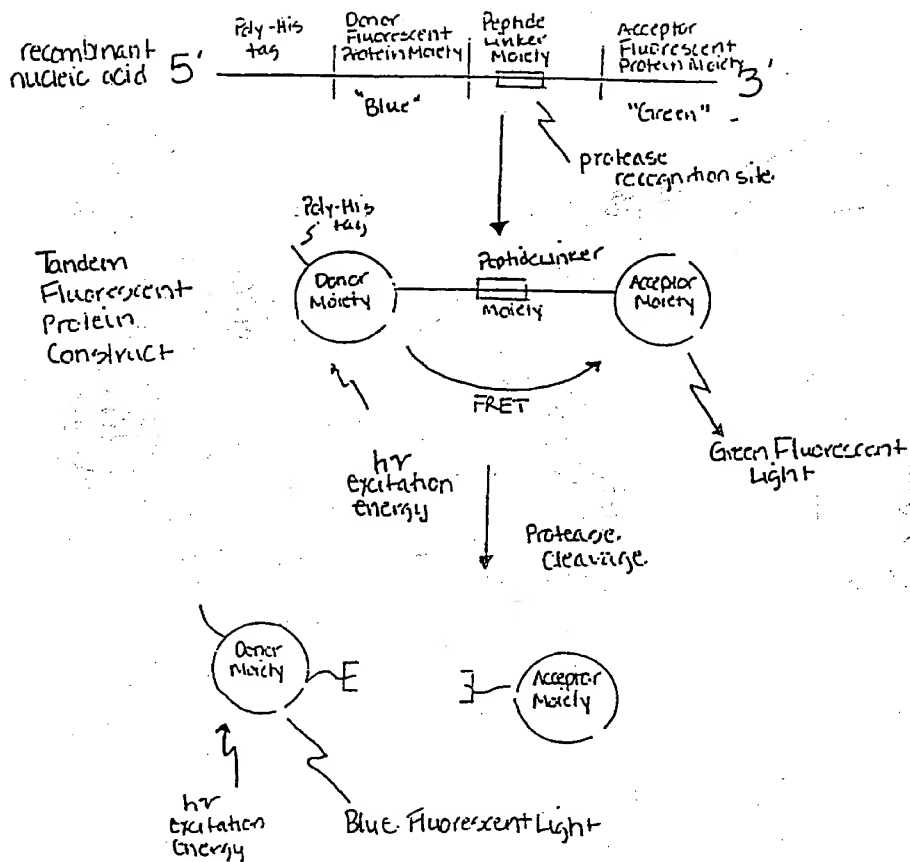 recombinant
nucleic acid
5'
Poly-His
tag
Donor
Fluorescent
Protein Moiety
"Blue"
Peptide
Linker
Moiety
Acceptor
Fluorescent
Protein Moiety
"Green"
3'
protease
recognition site.
Tandem
Fluorescent
Protein
Construct
Poly-His
tag
Donor
Moiety
Peptide Linker
Moiety
Acceptor
Moiety
FRET
hν
excitation
energy
Green Fluorescent
Light
Protease
Cleavage
Donor
Moiety
Acceptor
Moiety
hν
excitation
Energy
Blue Fluorescent Light